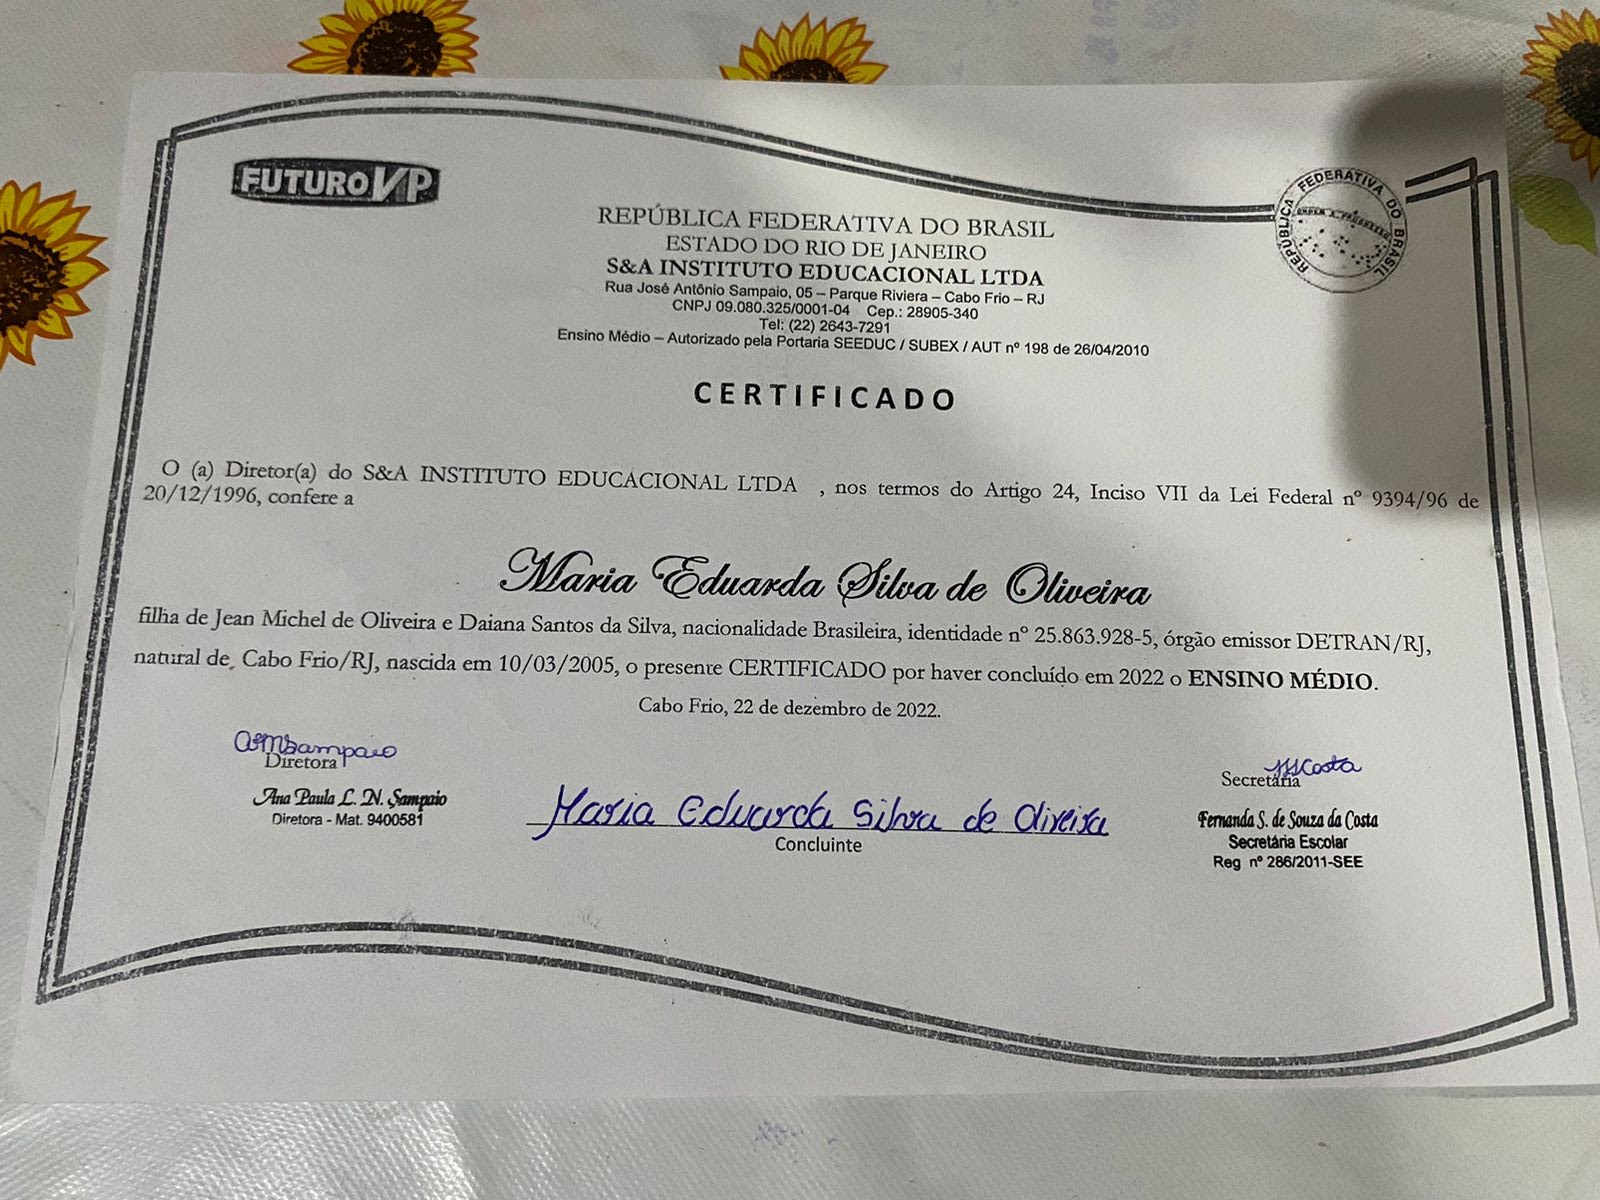 FUTURO VIP
REPÚBLICA FEDERATIVA DO BRASIL
ORDEM E PROGRESSO
REPÚBLICA FEDERATIVA DO BRASIL
ESTADO DO RIO DE JANEIRO
S&A INSTITUTO EDUCACIONAL LTDA
Rua José Antônio Sampaio, 05 – Parque Riviera – Cabo Frio – RJ
CNPJ 09.080.325/0001-04 Cep.: 28905-340
Tel: (22) 2643-7291
Ensino Médio – Autorizado pela Portaria SEEDUC / SUBEX / AUT nº 198 de 26/04/2010
CERTIFICADO
O (a) Diretor(a) do S&A INSTITUTO EDUCACIONAL LTDA , nos termos do Artigo 24, Inciso VII da Lei Federal nº 9394/96 de
20/12/1996, confere a
Maria Eduarda Silva de Oliveira
filha de Jean Michel de Oliveira e Daiana Santos da Silva, nacionalidade Brasileira, identidade nº 25.863.928-5, órgão emissor DETRAN/RJ,
natural de, Cabo Frio/RJ, nascida em 10/03/2005, o presente CERTIFICADO por haver concluído em 2022 o ENSINO MÉDIO.
Cabo Frio, 22 de dezembro de 2022.
Diretora
Ana Paula L. N. Sampaio
Diretora - Mat. 9400581
Maria Eduarda Silva de Oliveira
Concluinte
Secretária
Fernanda S. de Souza da Costa
Secretária Escolar
Reg nº 286/2011-SEE